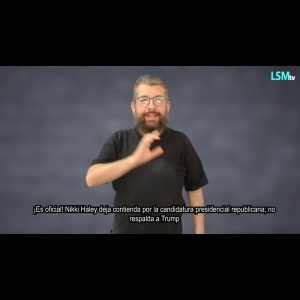 LSMtv
¡Es oficial! Nikki Haley deja contienda por la candidatura presidencial republicana; no
respalda a Trump